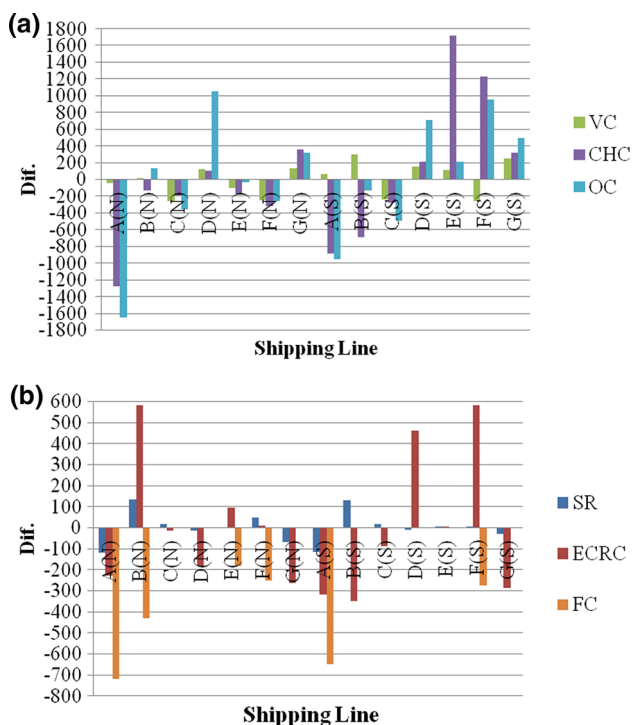 (a)
1800
1600
1400
1200
1000
800
600
400
200
0
-200
-400
-600
-800
-1000
-1200
-1400
-1600
-1800
Dif.
A(N)
B(N)
C(N)
D(N)
E(N)
F(N)
G(N)
A(S)
B(S)
C(S)
D(S)
E(S)
F(S)
G(S)
Shipping Line
VC
CHC
OC
(b)
600
500
400
300
200
100
0
-100
-200
-300
-400
-500
-600
-700
-800
Dif.
A(N)
B(N)
C(N)
D(N)
E(N)
F(N)
G(N)
A(S)
B(S)
C(S)
D(S)
E(S)
F(S)
G(S)
Shipping Line
SR
ECRC
FC